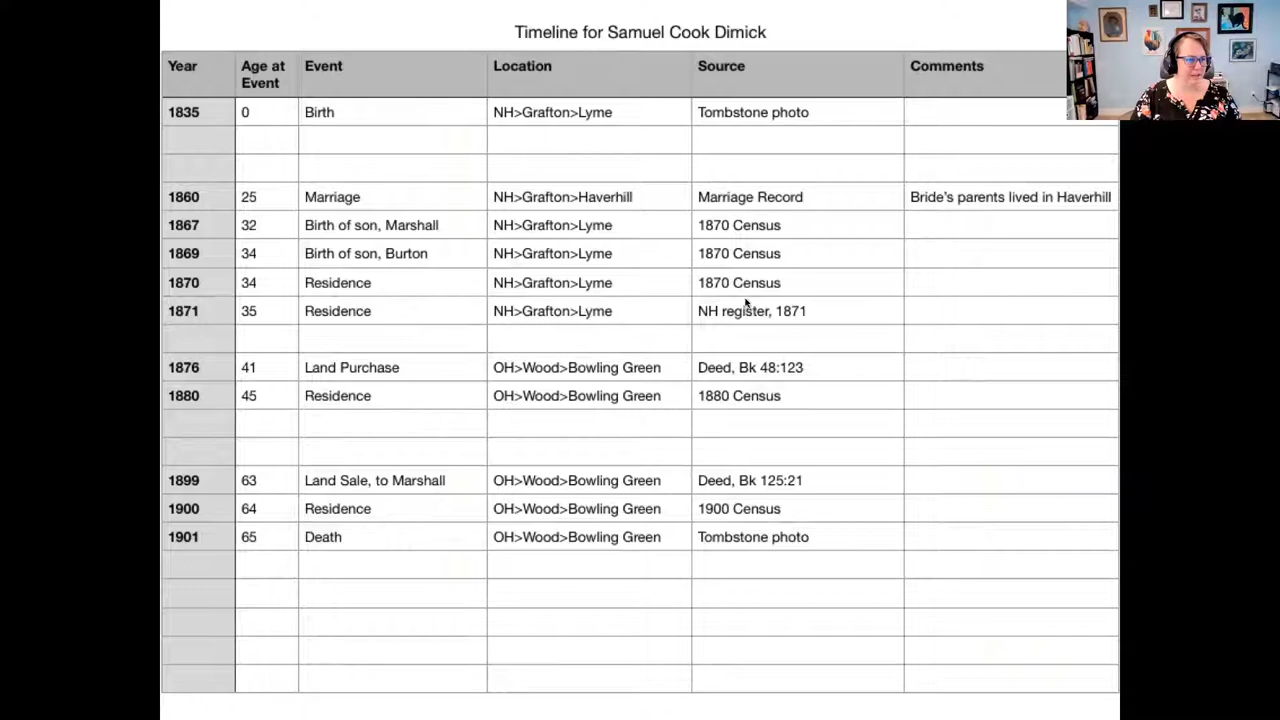 Timeline for Samuel Cook Dimick
Year Age at Event Event Location Source Comments
1835 0 Birth NH>Grafton>Lyme Tombstone photo
1860 25 Marriage NH>Grafton>Haverhill Marriage Record Bride's parents lived in Haverhill
1867 32 Birth of son, Marshall NH>Grafton>Lyme 1870 Census
1869 34 Birth of son, Burton NH>Grafton>Lyme 1870 Census
1870 34 Residence NH>Grafton>Lyme 1870 Census
1871 35 Residence NH>Grafton>Lyme NH register, 1871
1876 41 Land Purchase OH>Wood>Bowling Green Deed, Bk 48:123
1880 45 Residence OH>Wood>Bowling Green 1880 Census
1899 63 Land Sale, to Marshall OH>Wood>Bowling Green Deed, Bk 125:21
1900 64 Residence OH>Wood>Bowling Green 1900 Census
1901 65 Death OH>Wood>Bowling Green Tombstone photo